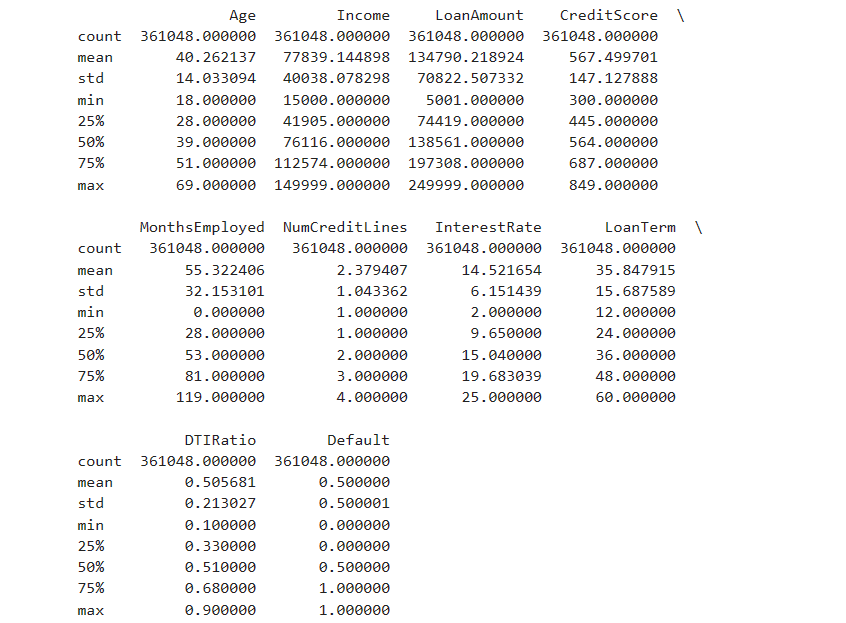 Age Income LoanAmount CreditScore \
count 361048.000000 361048.000000 361048.000000 361048.000000
mean 40.262137 77839.144898 134790.218924 567.499701
std 14.033094 40038.078298 70822.507332 147.127888
min 18.000000 15000.000000 5001.000000 300.000000
25% 28.000000 41905.000000 74419.000000 445.000000
50% 39.000000 76116.000000 138561.000000 564.000000
75% 51.000000 112574.000000 197308.000000 687.000000
max 69.000000 149999.000000 249999.000000 849.000000
MonthsEmployed NumCreditLines InterestRate LoanTerm \
count 361048.000000 361048.000000 361048.000000 361048.000000
mean 55.322406 2.379407 14.521654 35.847915
std 32.153101 1.043362 6.151439 15.687589
min 0.000000 1.000000 2.000000 12.000000
25% 28.000000 1.000000 9.650000 24.000000
50% 53.000000 2.000000 15.040000 36.000000
75% 81.000000 3.000000 19.683039 48.000000
max 119.000000 4.000000 25.000000 60.000000
DTIRatio Default
count 361048.000000 361048.000000
mean 0.505681 0.500000
std 0.213027 0.500001
min 0.100000 0.000000
25% 0.330000 0.000000
50% 0.510000 0.500000
75% 0.680000 1.000000
max 0.900000 1.000000